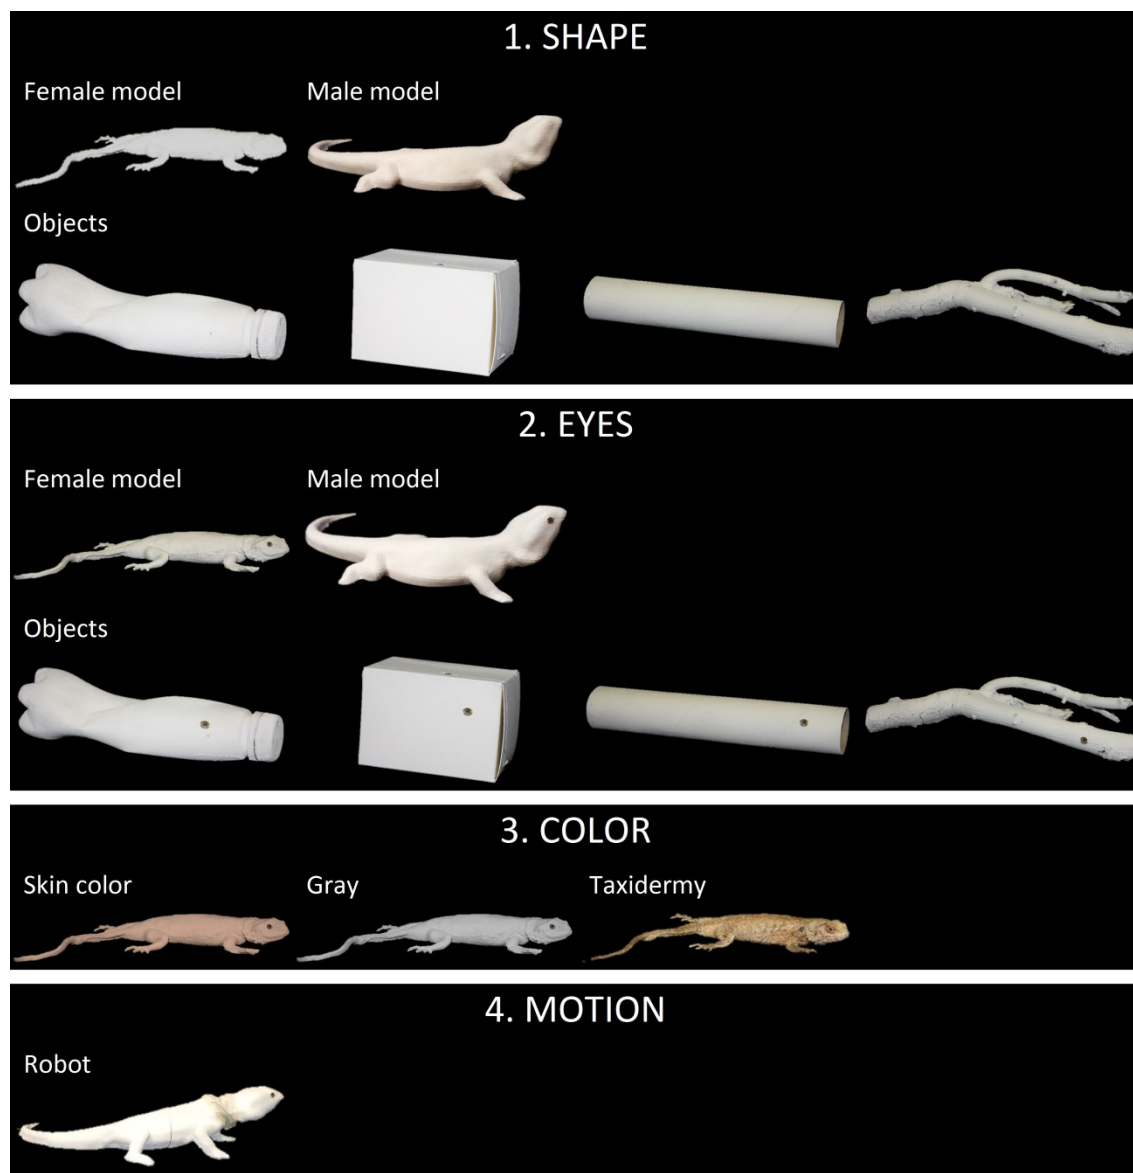 1. SHAPE
Female model Male model
Objects
2. EYES
Female model Male model
Objects
3. COLOR
Skin color Gray Taxidermy
4. MOTION
Robot